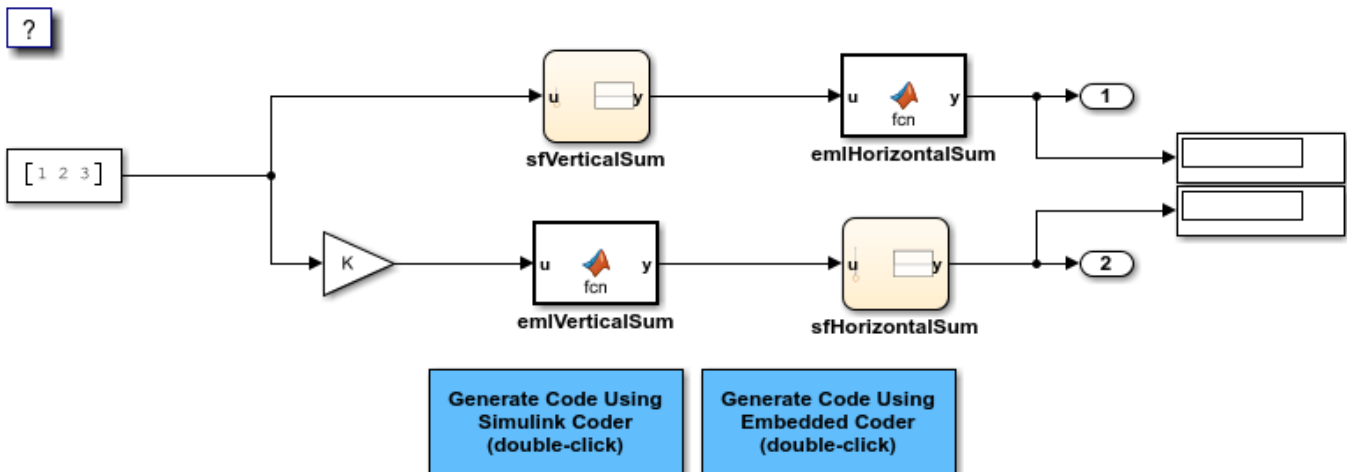 ?
u y
sfVerticalSum
u y
fcn
emlHorizontalSum
1
[1 2 3]
K
u y
fcn
emlVerticalSum
u y
sfHorizontalSum
2
Generate Code Using
Simulink Coder
(double-click)
Generate Code Using
Embedded Coder
(double-click)